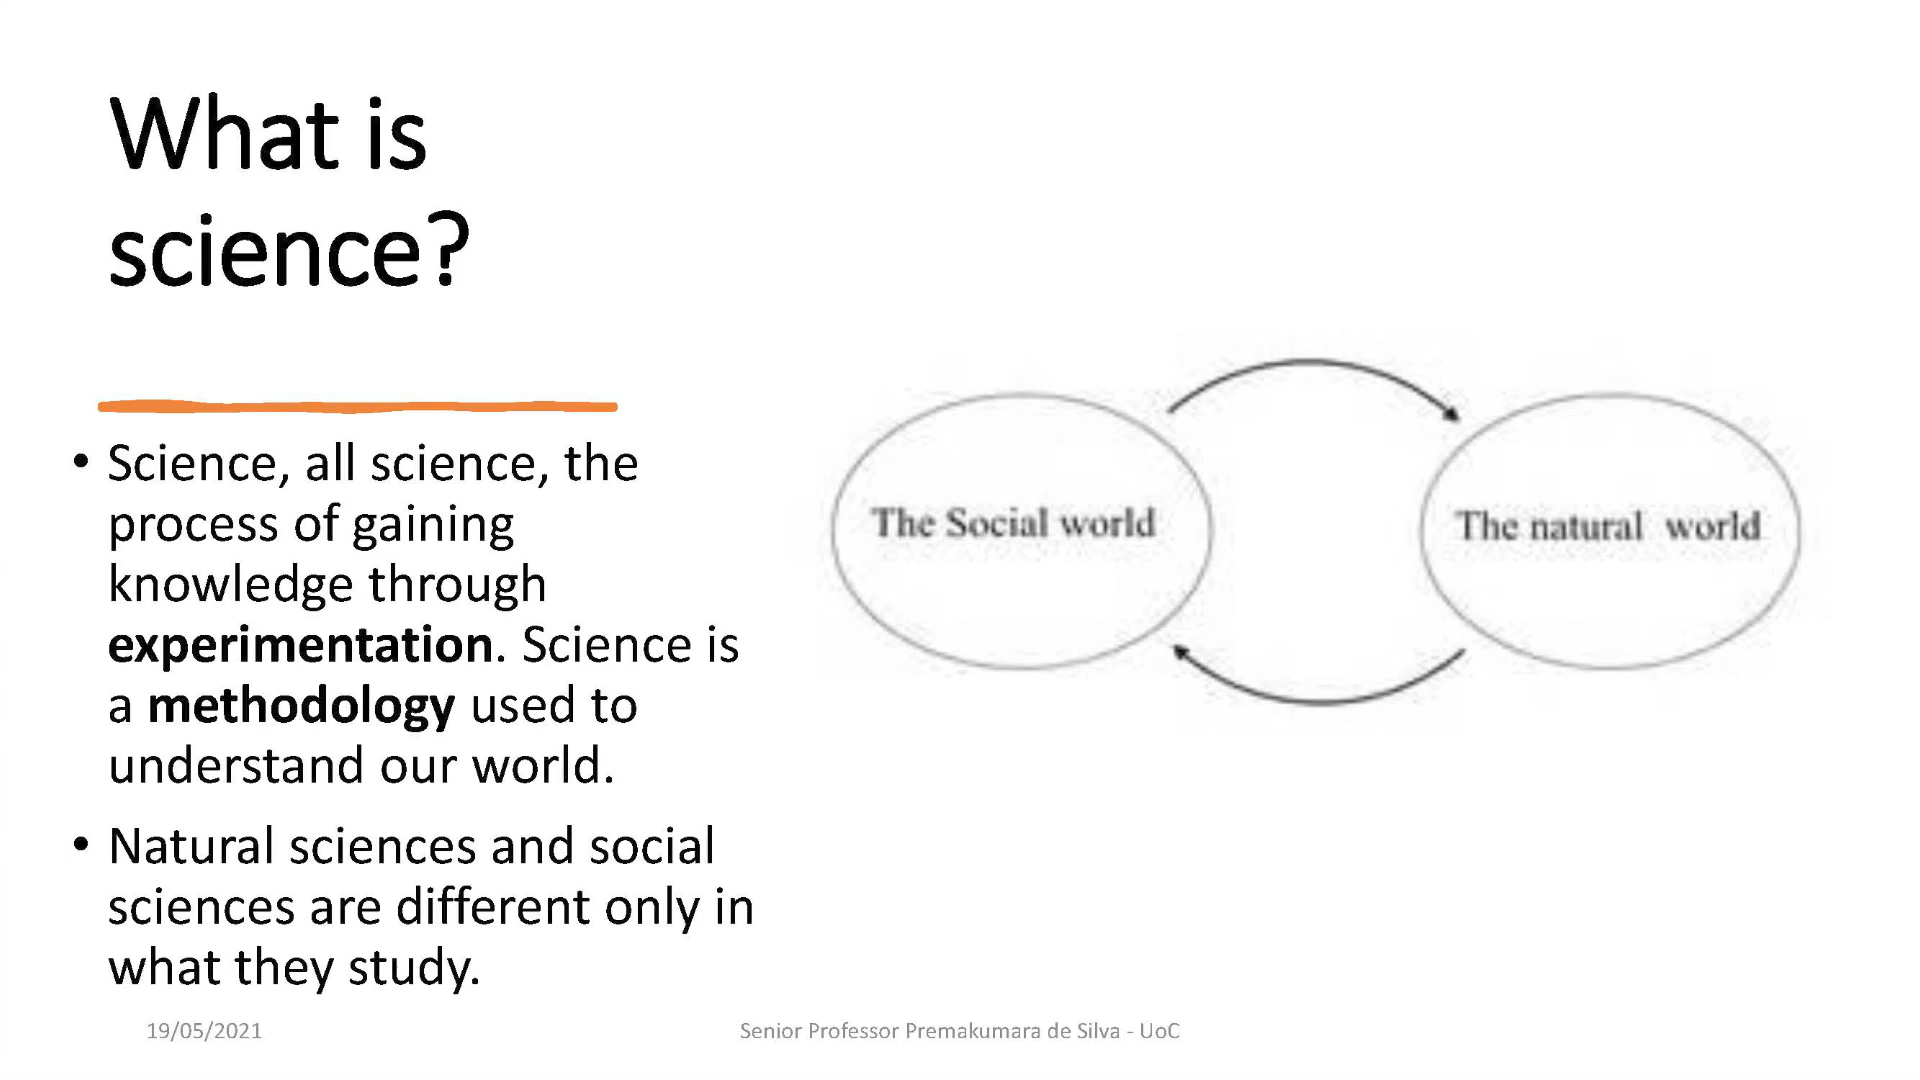 What is
science?
• Science, all science, the
process of gaining
knowledge through
experimentation. Science is
a methodology used to
understand our world.
• Natural sciences and social
sciences are different only in
what they study.
The Social world
The natural world
19/05/2021
Senior Professor Premakumara de Silva - UoC